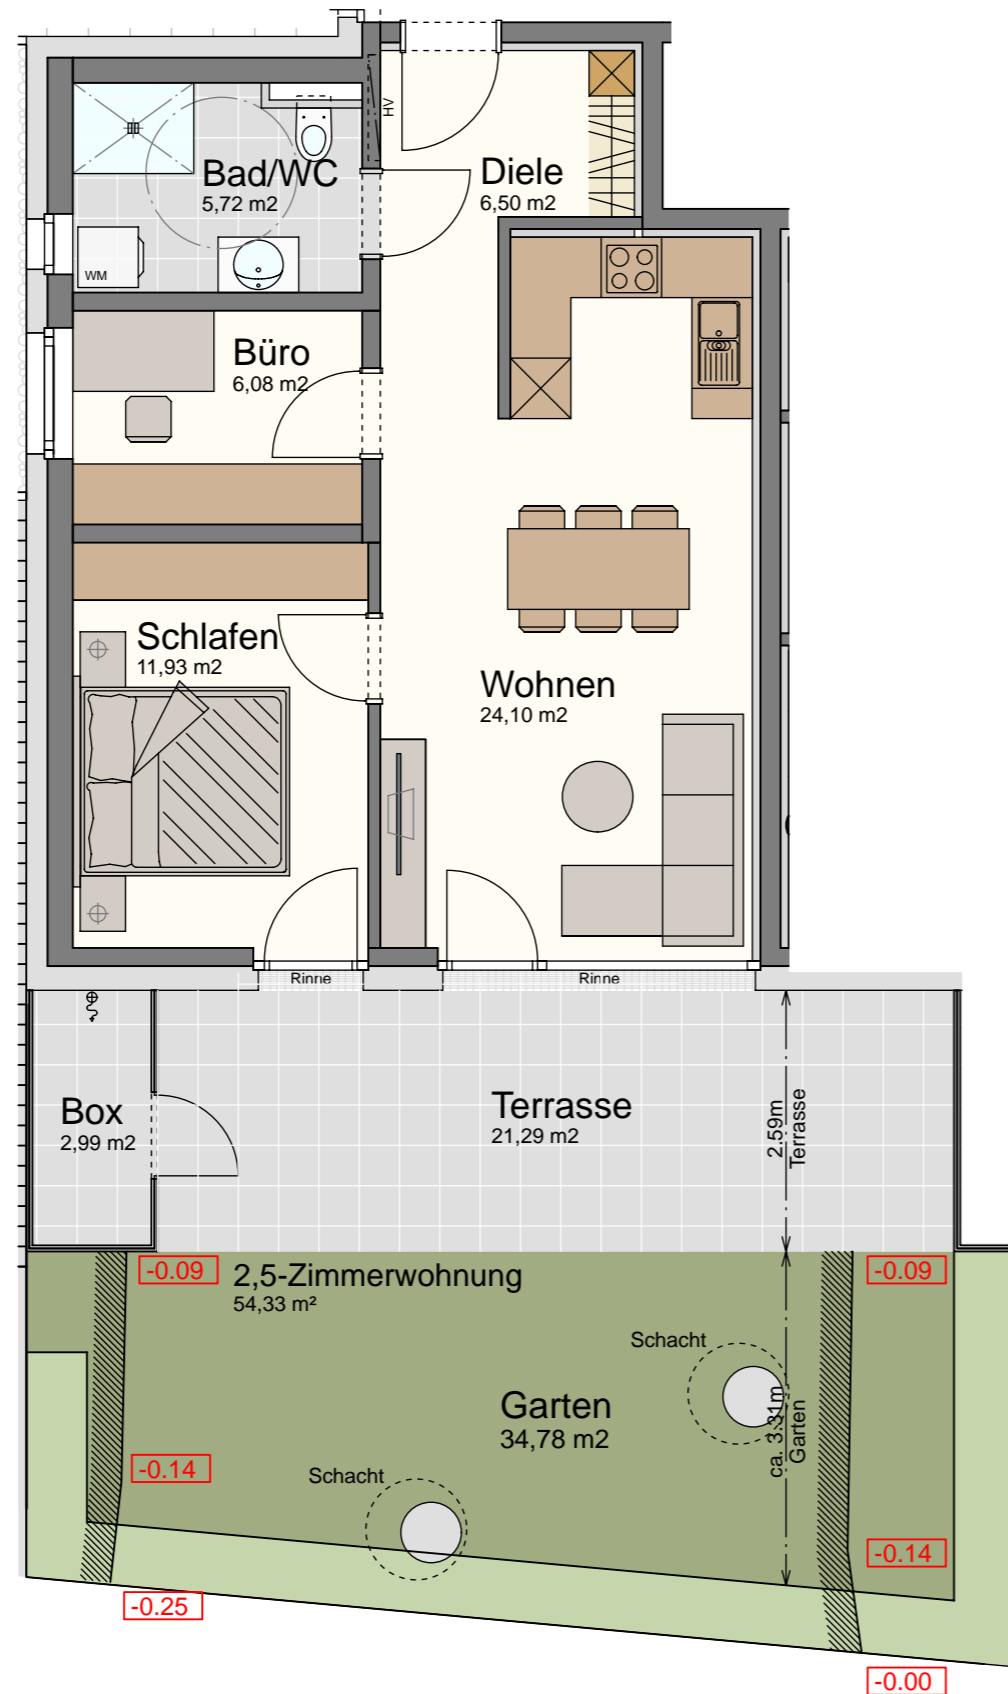 HV
Bad/WC
5,72 m2
Diele
6,50 m2
WM
Büro
6,08 m2
Schlafen
11,93 m2
Wohnen
24,10 m2
Rinne
Rinne
Box
2,99 m2
Terrasse
21,29 m2
2.59m
Terrasse
-0.09
2,5-Zimmerwohnung
54,33 m²
-0.09
Schacht
Garten
34,78 m2
ca. 3.31m
Garten
-0.14
Schacht
-0.14
-0.25
-0.00